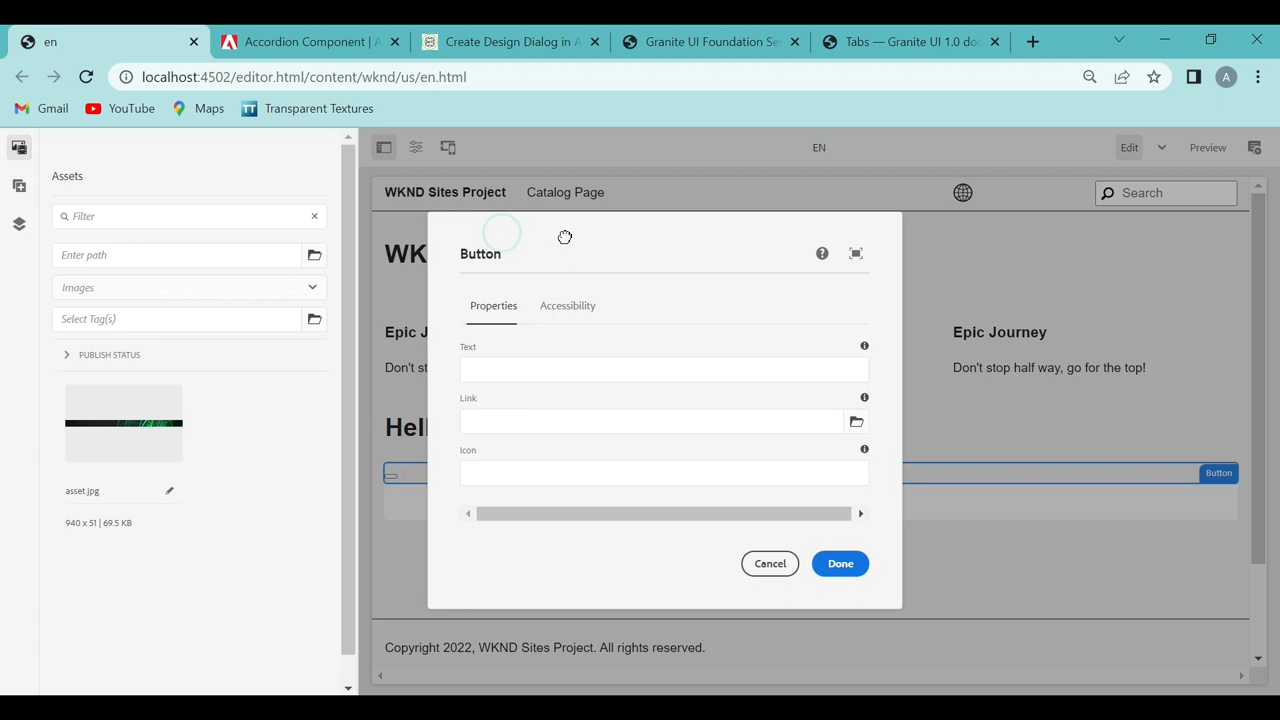 en
Accordion Component | A
Create Design Dialog in A
Granite UI Foundation Se
Tabs — Granite UI 1.0 do
localhost:4502/editor.html/content/wknd/us/en.html
A
Gmail
YouTube
Maps
TT
Transparent Textures
Assets
Filter
Enter path
Images
Select Tag(s)
PUBLISH STATUS
asset.jpg
940 x 51 | 69.5 KB
EN
Edit
Preview
WKND Sites Project
Catalog Page
Search
WK
Epic J
Don't st
Hell
Epic Journey
Don't stop half way, go for the top!
Button
Button
Properties
Accessibility
Text
Link
Icon
Cancel
Done
Copyright 2022, WKND Sites Project. All rights reserved.